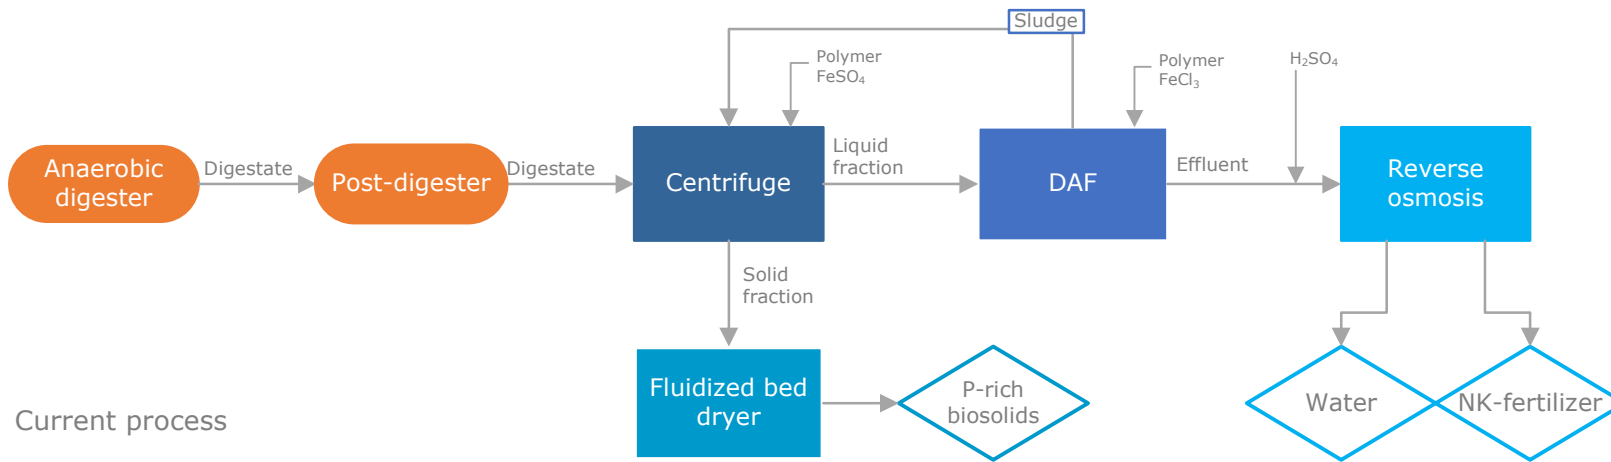 Sludge
Polymer
FeSO₄
Polymer
FeCl₃
H₂SO₄
Anaerobic
digester
Digestate
Post-digester
Digestate
Centrifuge
Liquid
fraction
DAF
Effluent
Reverse
osmosis
Solid
fraction
Fluidized bed
dryer
P-rich
biosolids
Water
NK-fertilizer
Current process